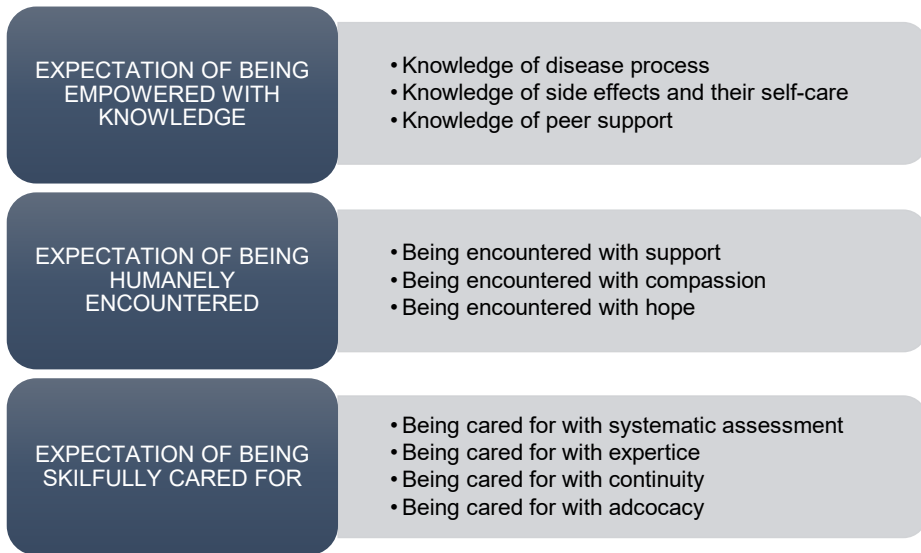 EXPECTATION OF BEING
EMPOWERED WITH
KNOWLEDGE
• Knowledge of disease process
• Knowledge of side effects and their self-care
• Knowledge of peer support
EXPECTATION OF BEING
HUMANELY
ENCOUNTERED
• Being encountered with support
• Being encountered with compassion
• Being encountered with hope
EXPECTATION OF BEING
SKILFULLY CARED FOR
• Being cared for with systematic assessment
• Being cared for with expertice
• Being cared for with continuity
• Being cared for with adcocacy